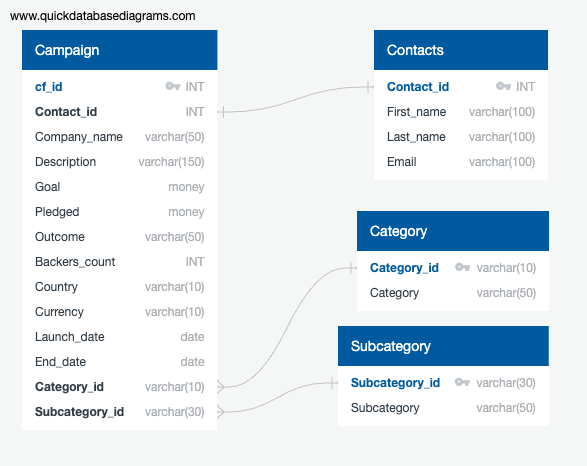 www.quickdatabasediagrams.com
Campaign
cf_id INT
Contact_id INT
Company_name varchar(50)
Description varchar(150)
Goal money
Pledged money
Outcome varchar(50)
Backers_count INT
Country varchar(10)
Currency varchar(10)
Launch_date date
End_date date
Category_id varchar(10)
Subcategory_id varchar(30)
Contacts
Contact_id INT
First_name varchar(100)
Last_name varchar(100)
Email varchar(100)
Category
Category_id varchar(10)
Category varchar(50)
Subcategory
Subcategory_id varchar(30)
Subcategory varchar(50)